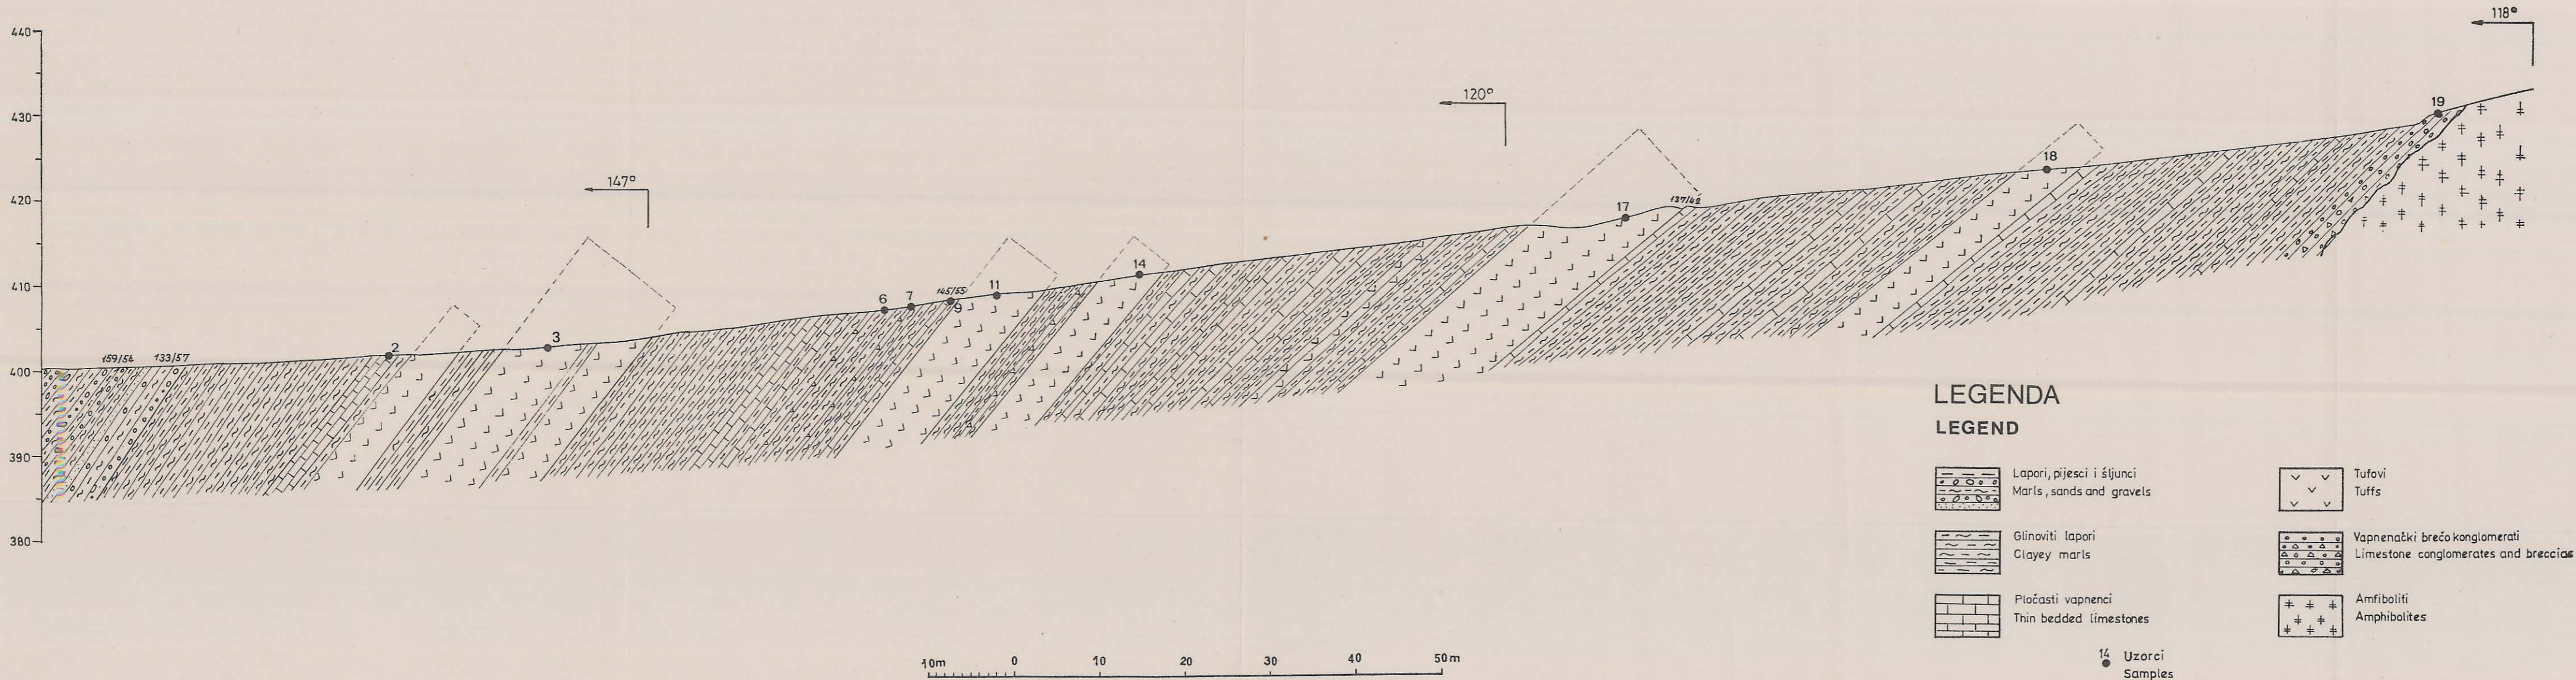 440
430
420
410
400
390
380
159/56
133/57
2
3
147°
6
7
145/55
9
11
14
120°
17
137/42
18
19
118°
LEGENDA
LEGEND
Lapori, pijesci i šljunci
Marls, sands and gravels
Glinoviti lapori
Clayey marls
Pločasti vapnenci
Thin bedded limestones
Tufovi
Tuffs
Vapnenački brečo konglomerati
Limestone conglomerates and breccias
Amfiboliti
Amphibolites
14 Uzorci
Samples
10m 0 10 20 30 40 50m